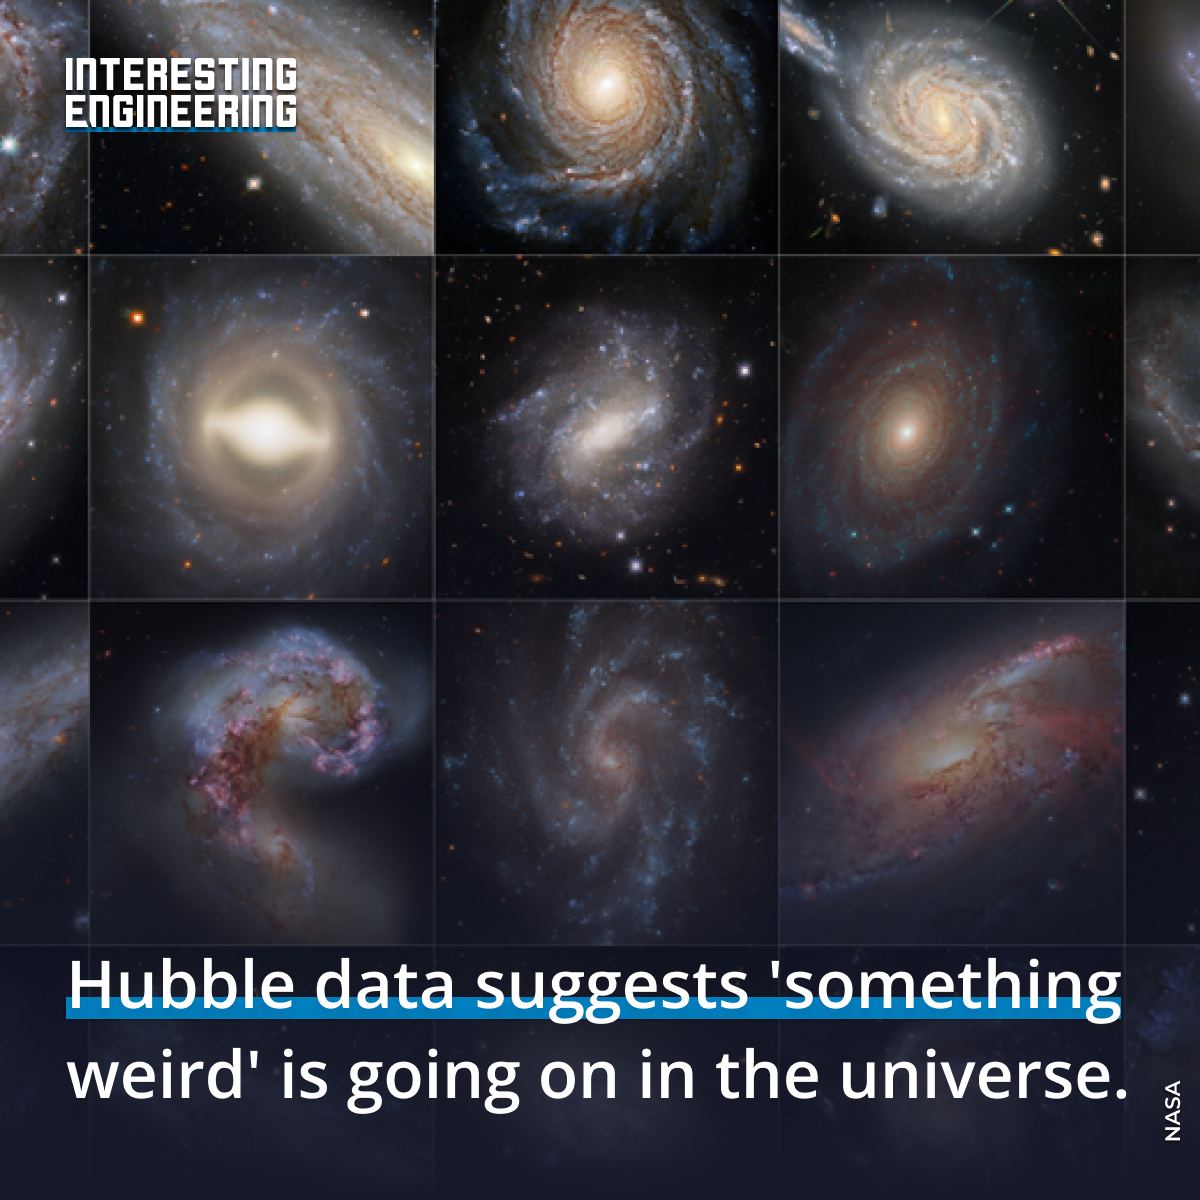 INTERESTING
ENGINEERING
Hubble data suggests 'something
weird' is going on in the universe.
NASA